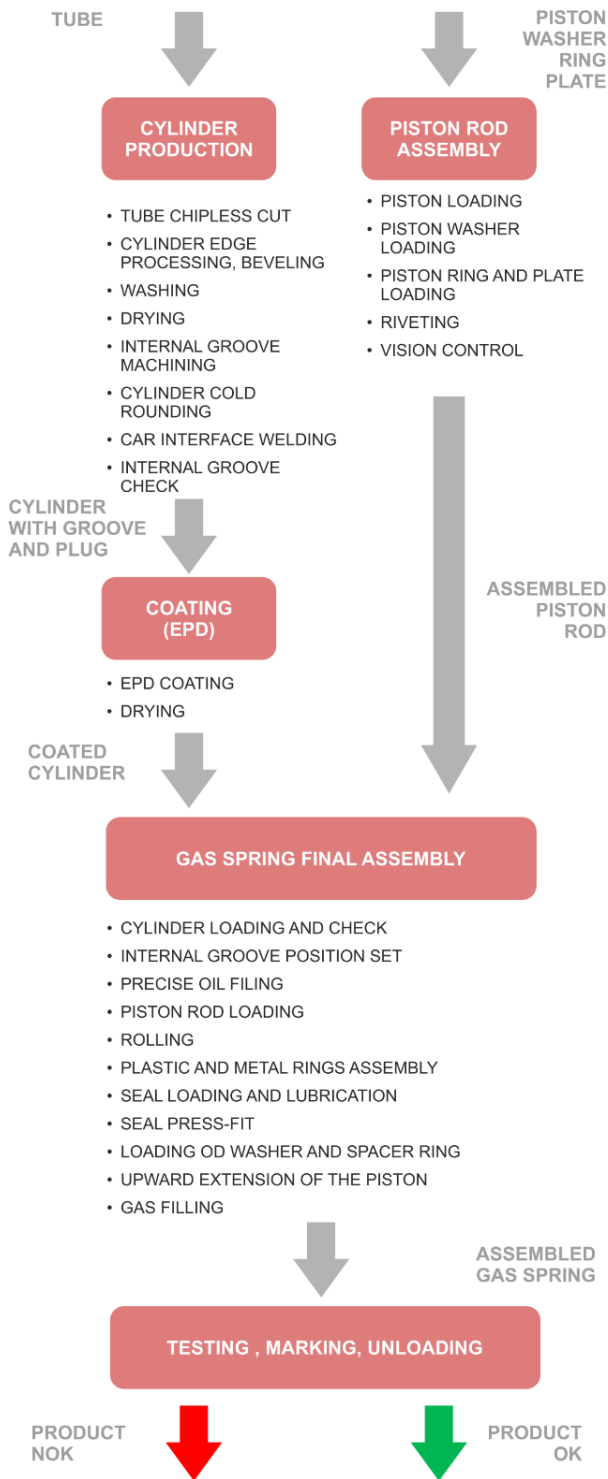 TUBE
PISTON
WASHER
RING
PLATE
CYLINDER
PRODUCTION
• TUBE CHIPLESS CUT
• CYLINDER EDGE
PROCESSING, BEVELING
• WASHING
• DRYING
• INTERNAL GROOVE
MACHINING
• CYLINDER COLD
ROUNDING
• CAR INTERFACE WELDING
• INTERNAL GROOVE
CHECK
PISTON ROD
ASSEMBLY
• PISTON LOADING
• PISTON WASHER
LOADING
• PISTON RING AND PLATE
LOADING
• RIVETING
• VISION CONTROL
CYLINDER
WITH GROOVE
AND PLUG
COATING
(EPD)
• EPD COATING
• DRYING
ASSEMBLED
PISTON
ROD
COATED
CYLINDER
GAS SPRING FINAL ASSEMBLY
• CYLINDER LOADING AND CHECK
• INTERNAL GROOVE POSITION SET
• PRECISE OIL FILING
• PISTON ROD LOADING
• ROLLING
• PLASTIC AND METAL RINGS ASSEMBLY
• SEAL LOADING AND LUBRICATION
• SEAL PRESS-FIT
• LOADING OD WASHER AND SPACER RING
• UPWARD EXTENSION OF THE PISTON
• GAS FILLING
ASSEMBLED
GAS SPRING
TESTING , MARKING, UNLOADING
PRODUCT
NOK
PRODUCT
OK